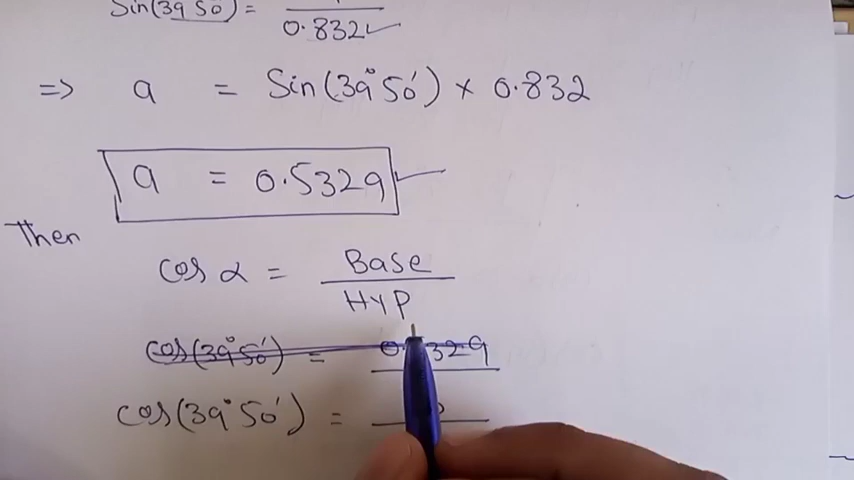 Sin(39°50') =
0.832
=> a = Sin(39°50') × 0.832
a = 0.5329
Then
cos α = Base
HYP
cos(39°50') = 0.5329
cos(39°50') =